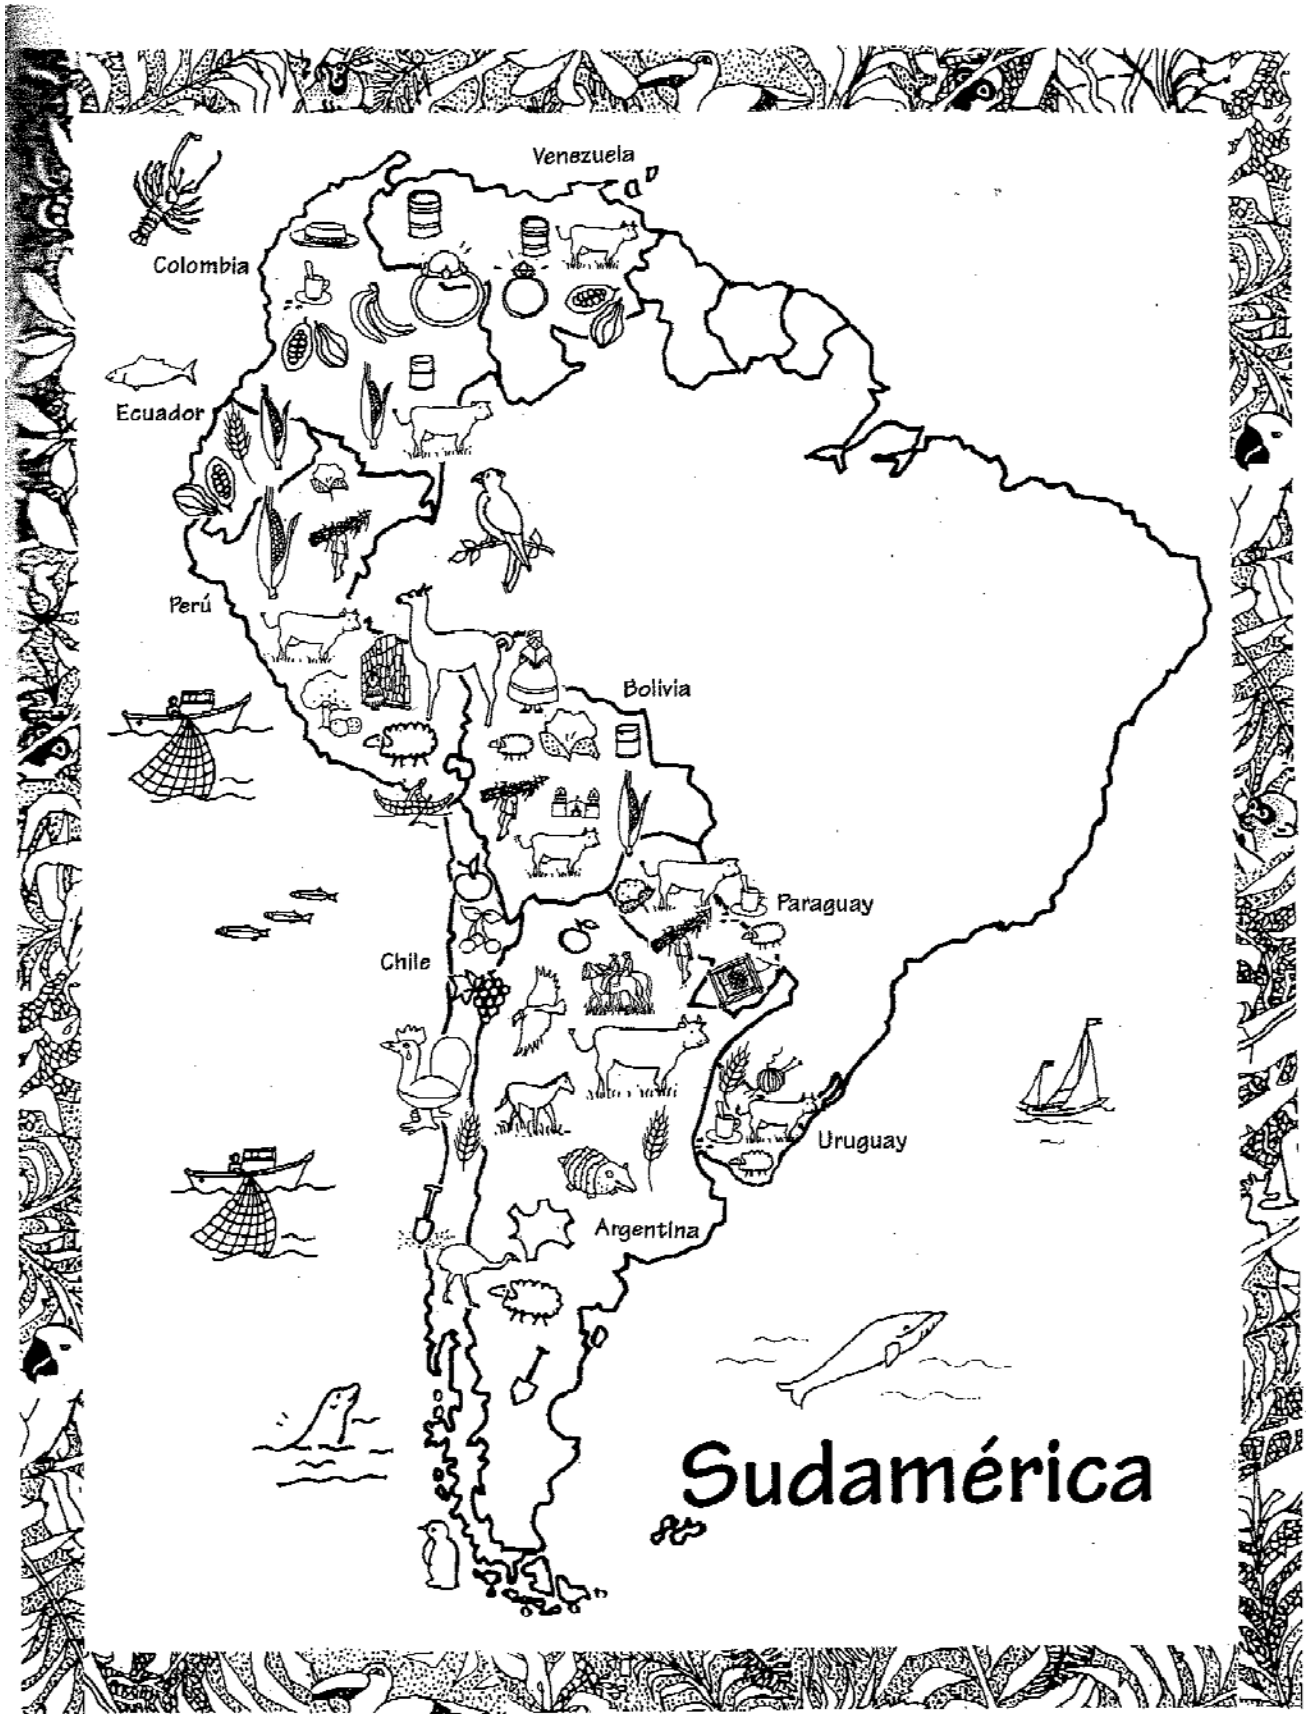 Venezuela
Colombia
Ecuador
Perú
Bolivia
Paraguay
Chile
Uruguay
Argentina
Sudamérica